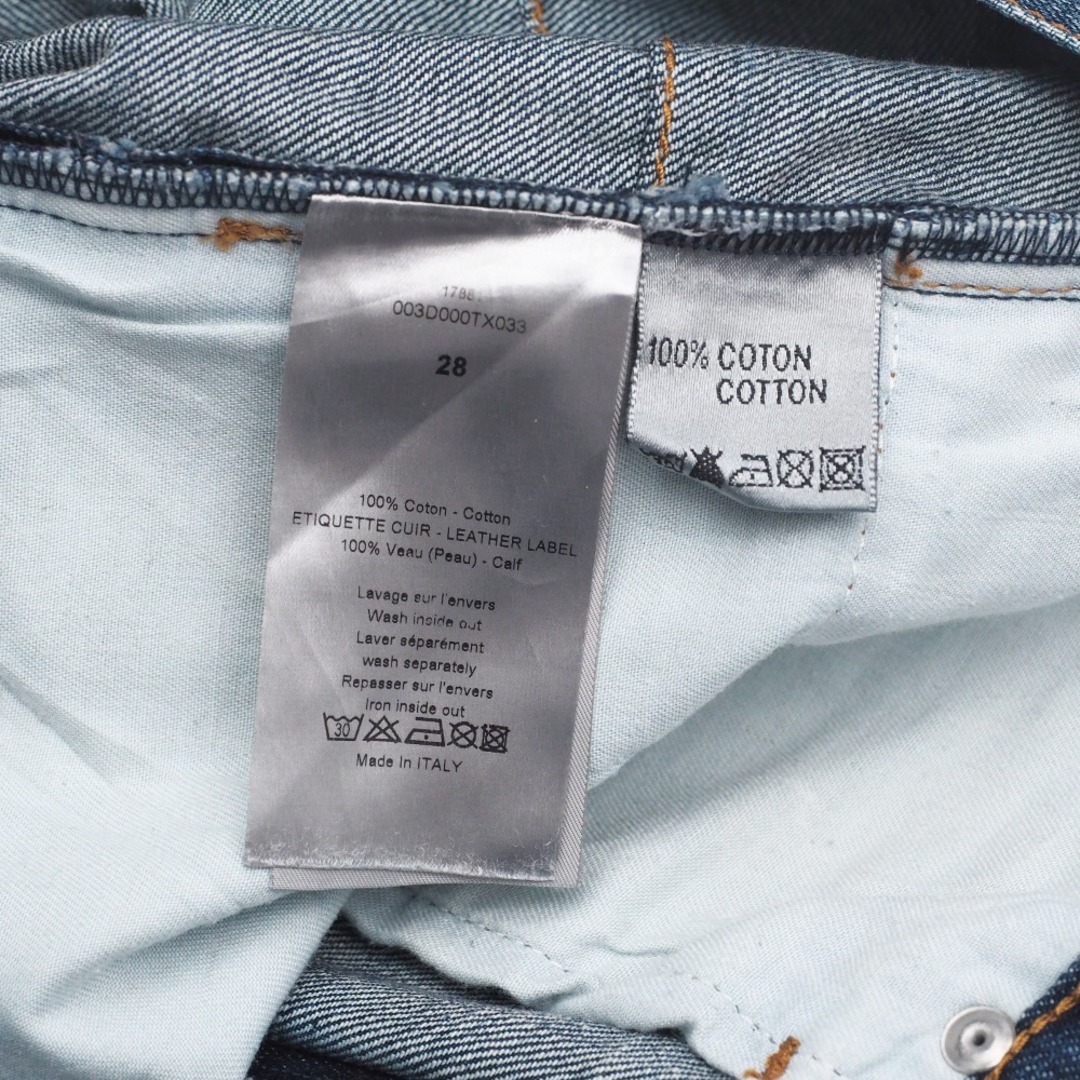 003D000TX033
28
100% Coton - Cotton
ETIQUETTE CUIR - LEATHER LABEL
100% Veau (Peau) - Calf
Lavage sur l'envers
Wash inside out
Laver séparément
wash separately
Repasser sur l'envers
Iron inside out
30
Made In ITALY
100% COTON
COTTON